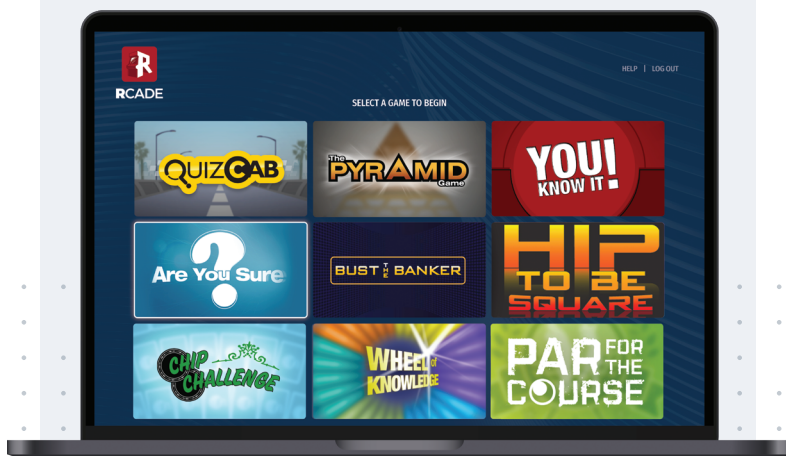 R
RCADE
HELP | LOG OUT
SELECT A GAME TO BEGIN
QUIZCAB
The
PYRAMID
Game
YOU!
KNOW IT!
Are You Sure
?
BUST THE BANKER
HIP
TO BE
SQUARE
CHIP
CHALLENGE
WHEEL of
KNOWLEDGE
PAR FOR
THE
COURSE